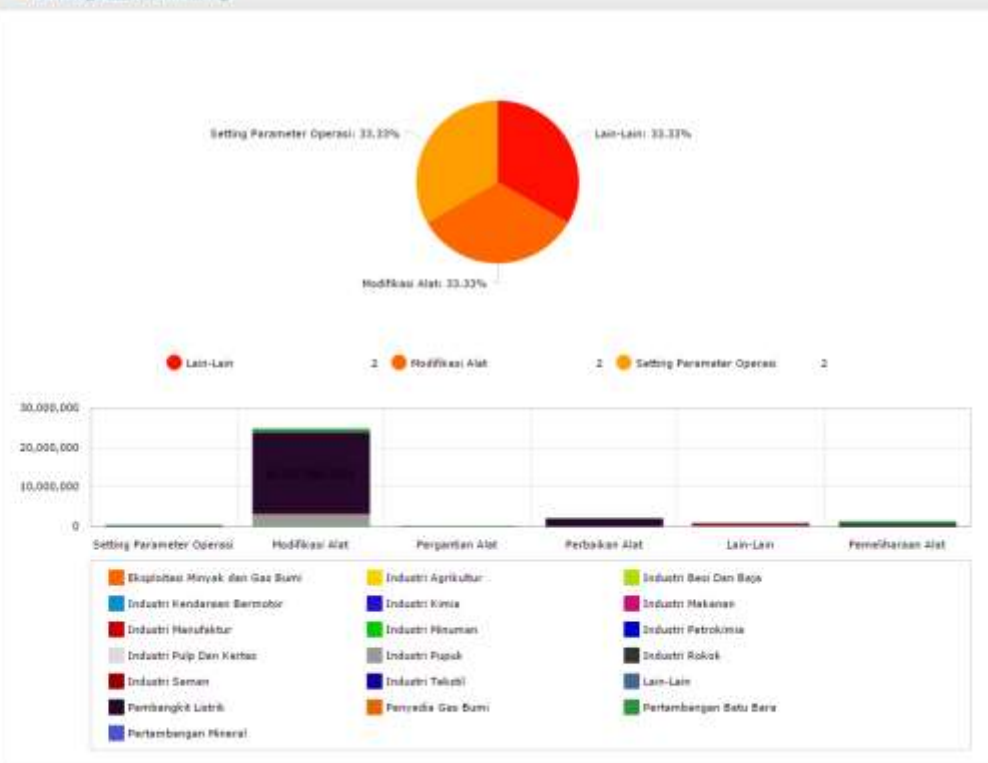 Setting Parameter Operasi: 33.33%
Lain-Lain: 33.33%
Modifikasi Alat: 33.33%
Lain-Lain 2 Modifikasi Alat 2 Setting Parameter Operasi 2
30,000,000
20,000,000
10,000,000
0
Setting Parameter Operasi Modifikasi Alat Pergantian Alat Perbaikan Alat Lain-Lain Pemeliharaan Alat
Eksploitasi Minyak dan Gas Bumi Industri Agrikultur Industri Besi Dan Baja
Industri Kendaraan Bermotor Industri Kimia Industri Makanan
Industri Manufaktur Industri Minuman Industri Petrokimia
Industri Pulp Dan Kertas Industri Pupuk Industri Rokok
Industri Semen Industri Tekstil Lain-Lain
Pembangkit Listrik Penyedia Gas Bumi Pertambangan Batu Bara
Pertambangan Mineral